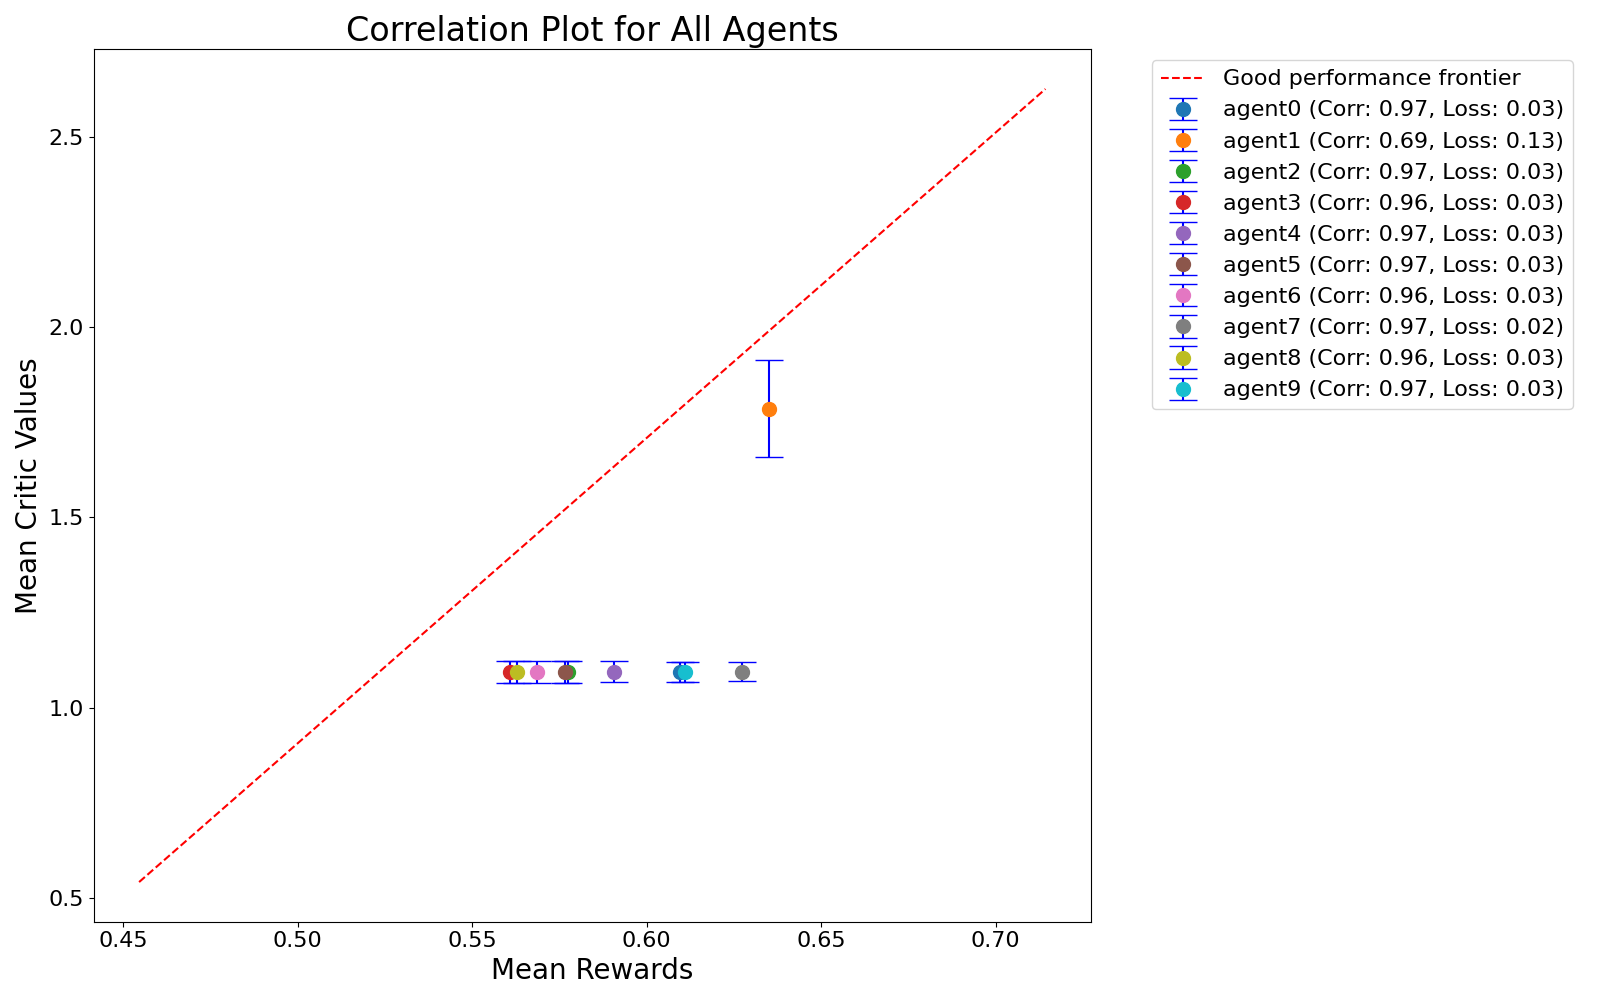 Correlation Plot for All Agents
Good performance frontier
agent0 (Corr: 0.97, Loss: 0.03)
agent1 (Corr: 0.69, Loss: 0.13)
agent2 (Corr: 0.97, Loss: 0.03)
agent3 (Corr: 0.96, Loss: 0.03)
agent4 (Corr: 0.97, Loss: 0.03)
agent5 (Corr: 0.97, Loss: 0.03)
agent6 (Corr: 0.96, Loss: 0.03)
agent7 (Corr: 0.97, Loss: 0.02)
agent8 (Corr: 0.96, Loss: 0.03)
agent9 (Corr: 0.97, Loss: 0.03)
Mean Critic Values
2.5
2.0
1.5
1.0
0.5
0.45 0.50 0.55 0.60 0.65 0.70
Mean Rewards